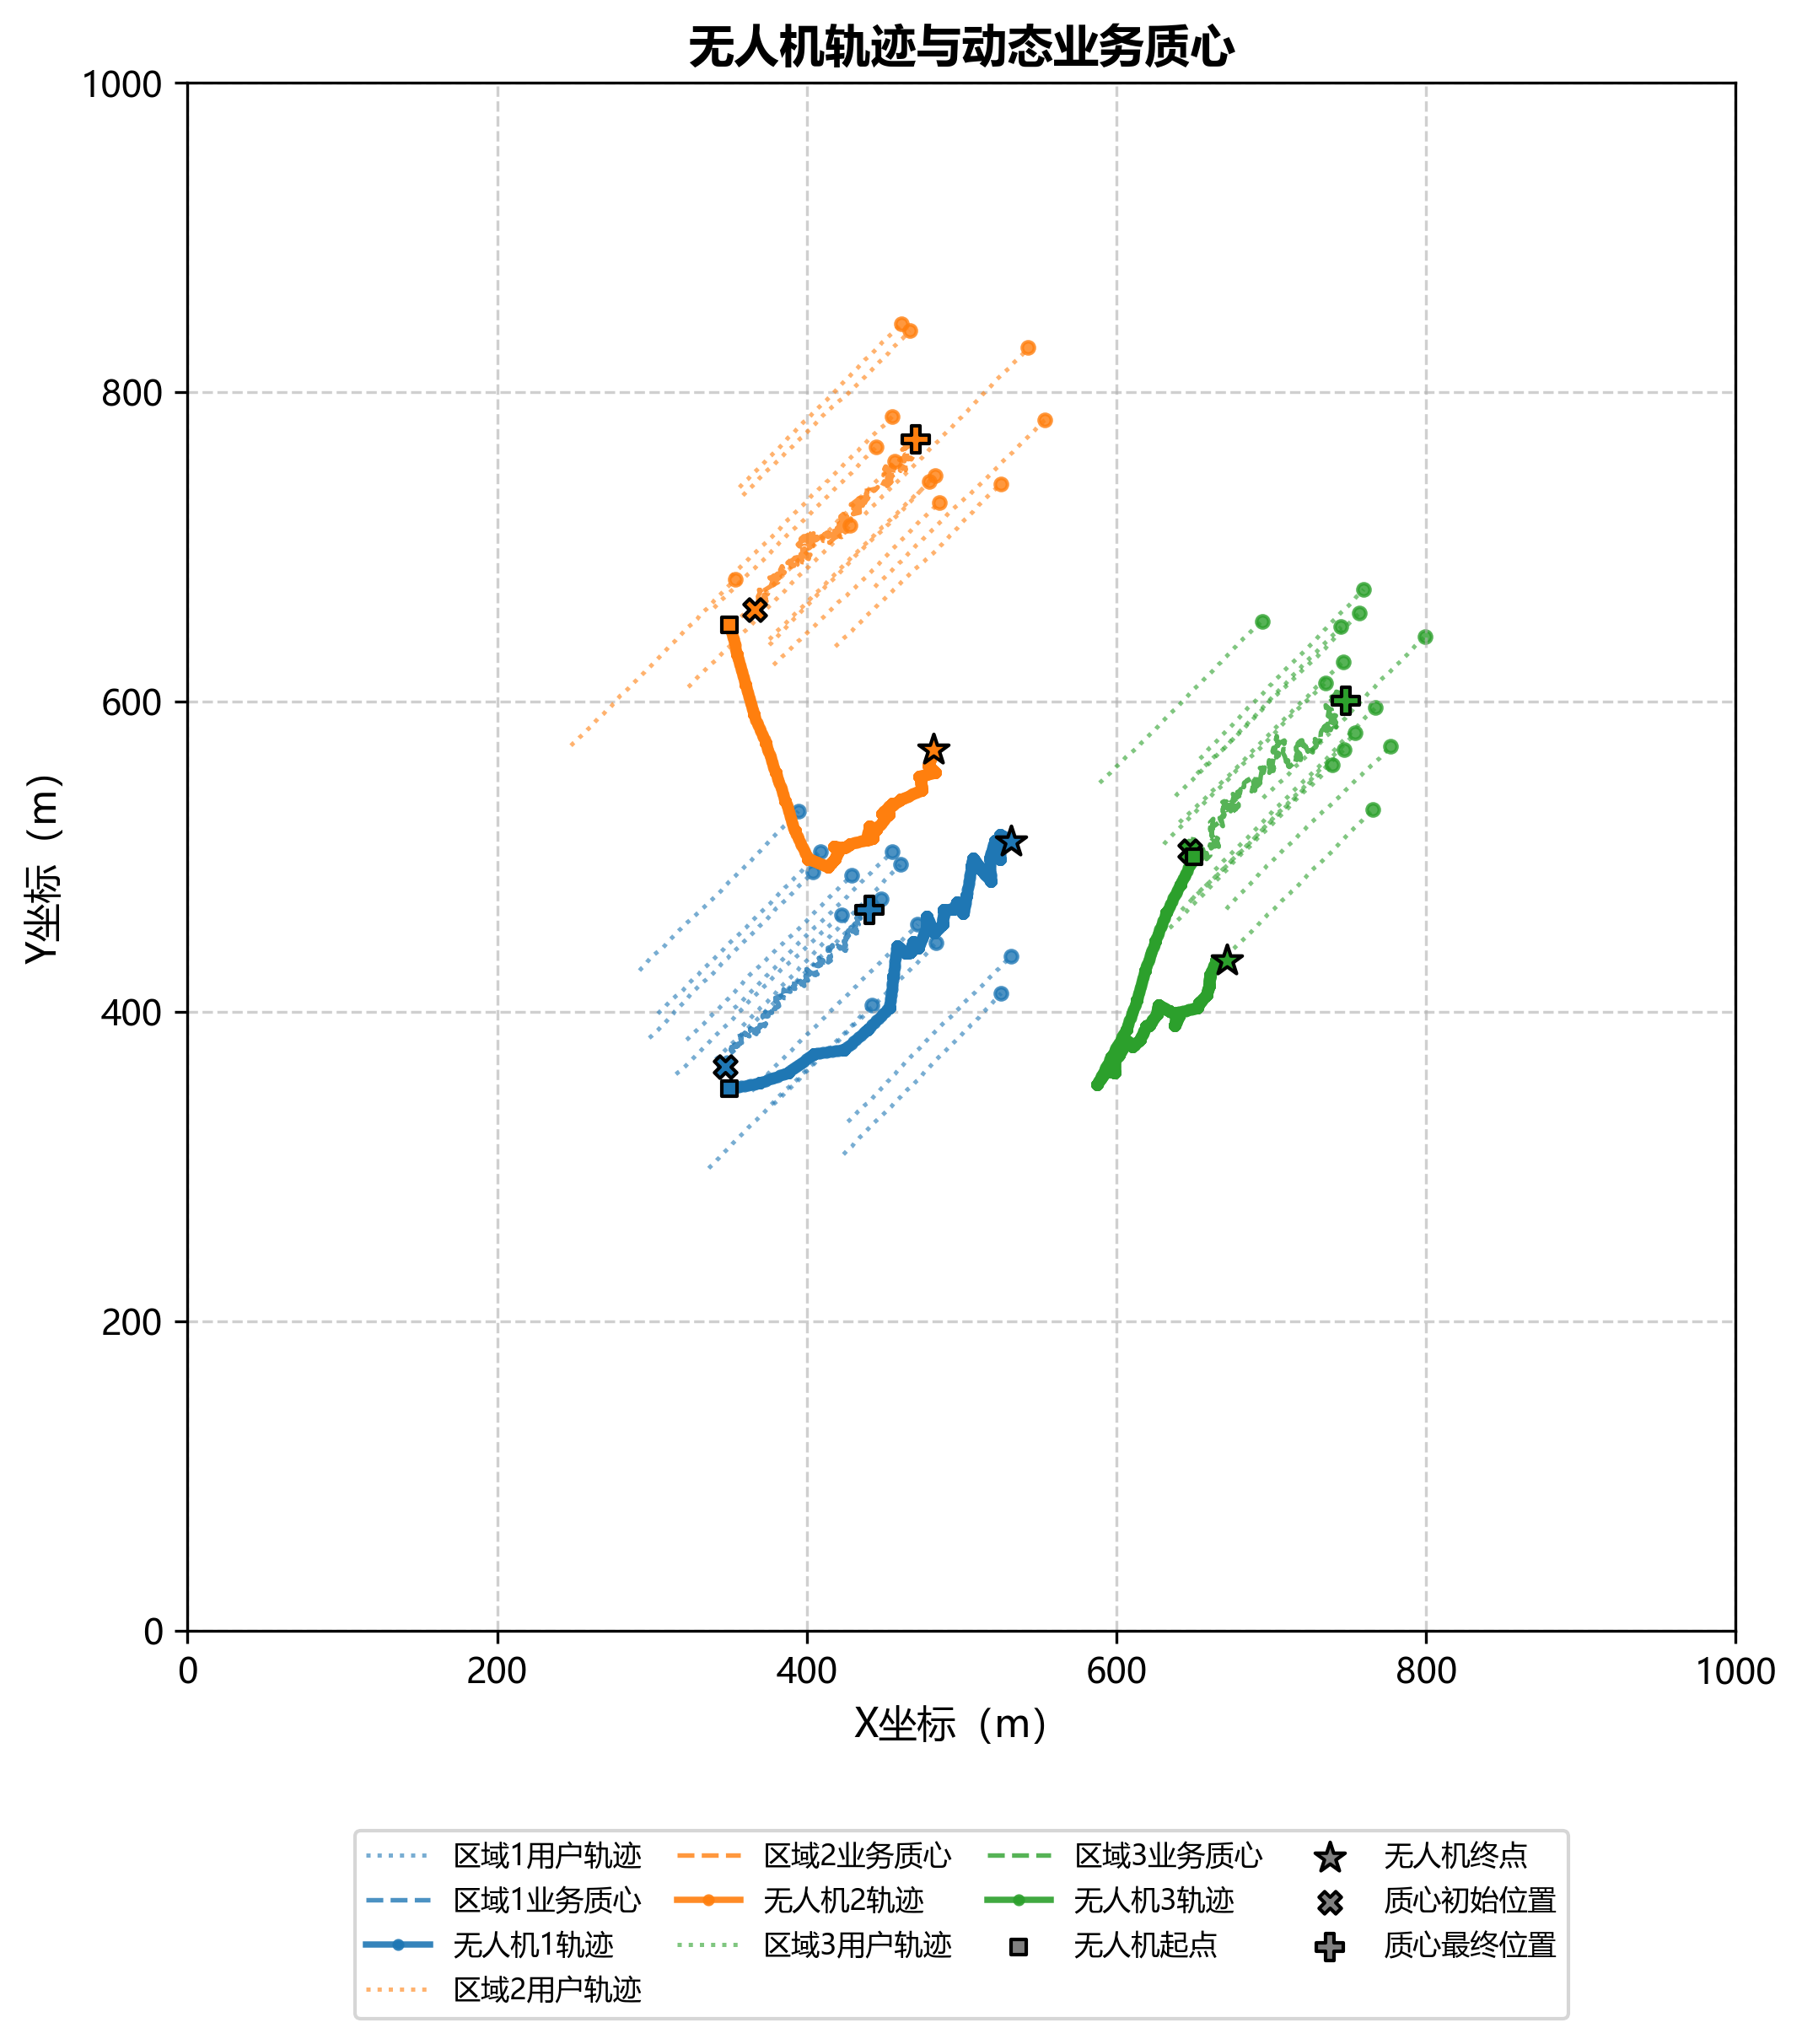 无人机轨迹与动态业务质心
1000
800
600
400
200
0
Y坐标（m）
0 200 400 600 800 1000
X坐标（m）
区域1用户轨迹 区域2业务质心 区域3业务质心 无人机终点
区域1业务质心 无人机2轨迹 无人机3轨迹 质心初始位置
无人机1轨迹 区域3用户轨迹 无人机起点 质心最终位置
区域2用户轨迹